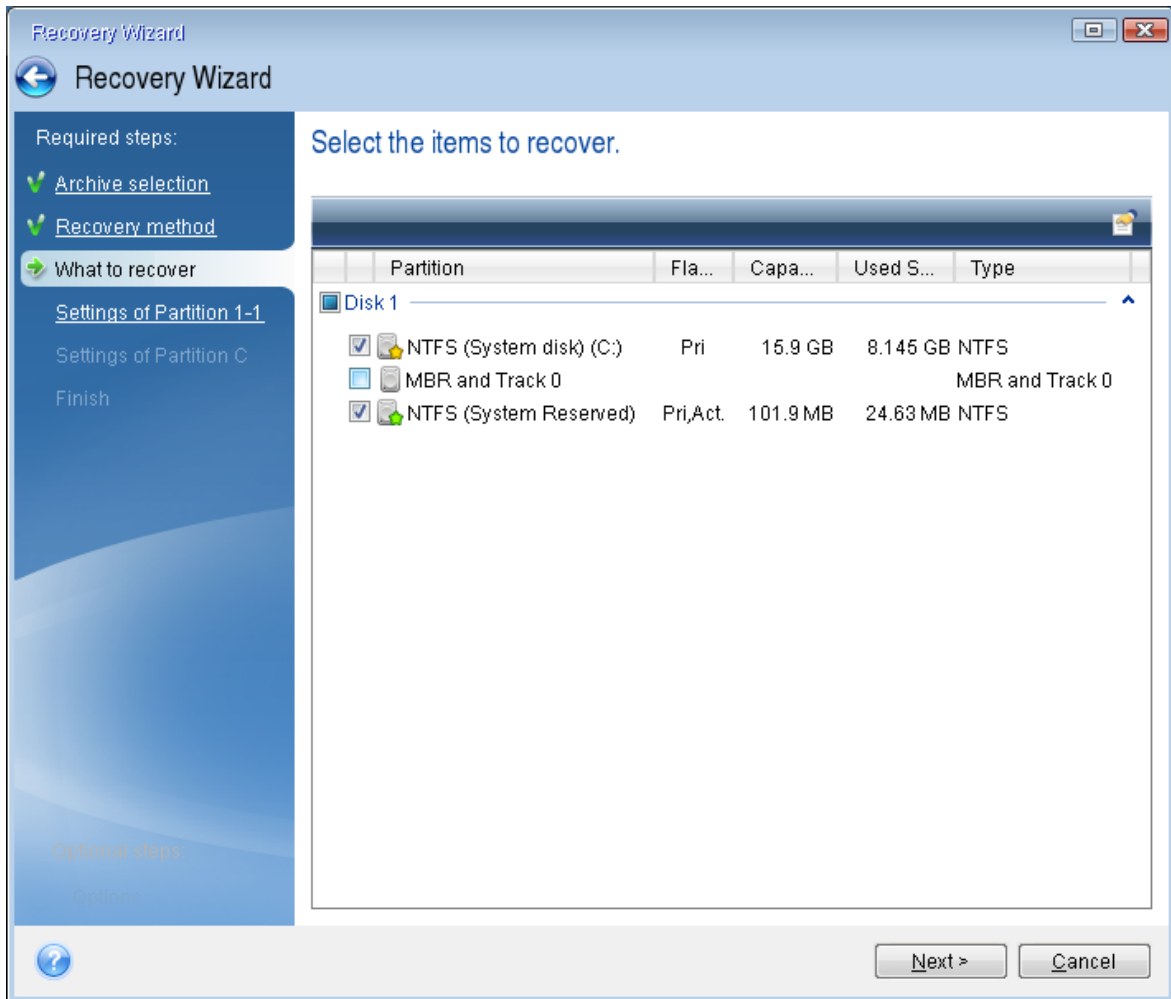 Recovery Wizard
Recovery Wizard
Required steps:
Archive selection
Recovery method
What to recover
Settings of Partition 1-1
Settings of Partition C
Finish
Optional steps:
Options
Select the items to recover.
Partition Fla... Capa... Used S... Type
Disk 1
NTFS (System disk) (C:) Pri 15.9 GB 8.145 GB NTFS
MBR and Track 0 MBR and Track 0
NTFS (System Reserved) Pri,Act. 101.9 MB 24.63 MB NTFS
?
Next > Cancel